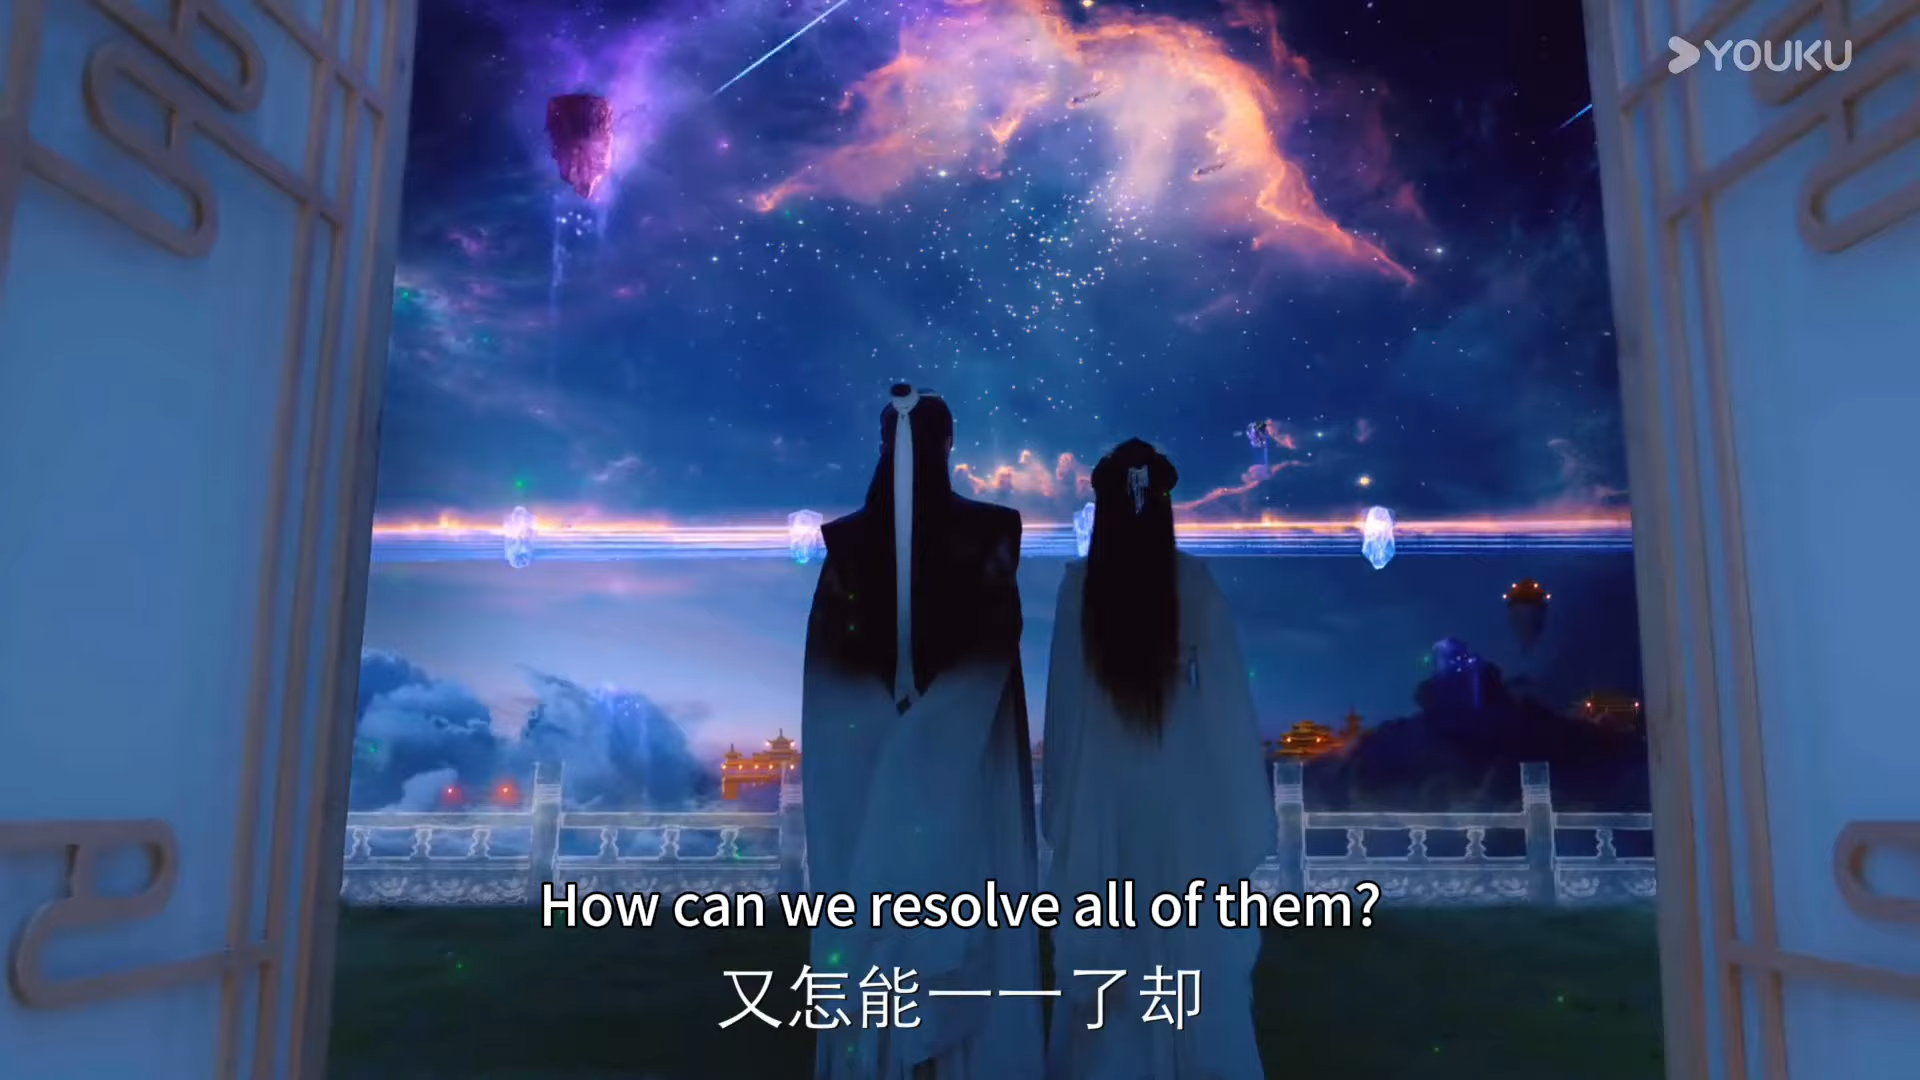 YOUKU
How can we resolve all of them?
又怎能一一了却